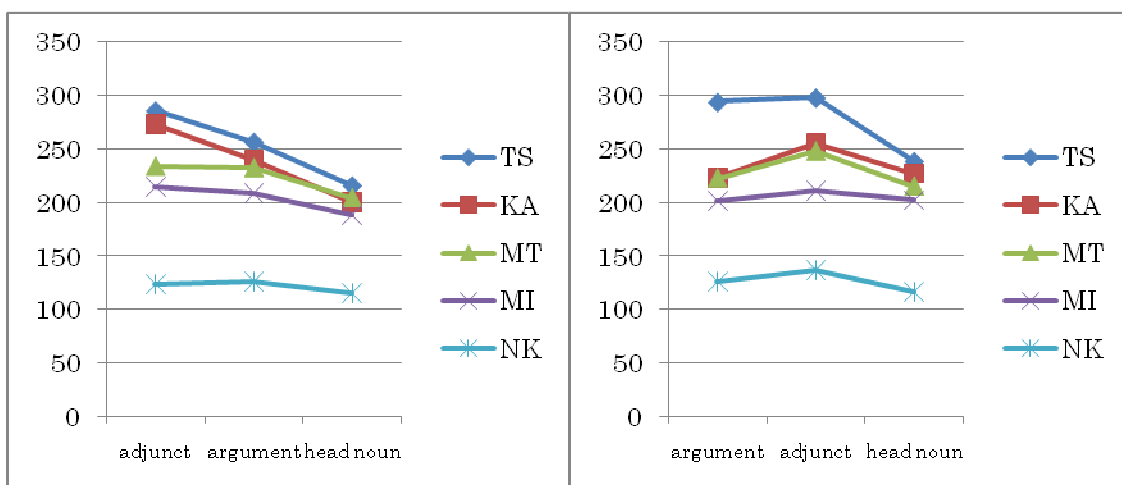 350
300
250
200
150
100
50
0
adjunct argument head noun
TS
KA
MT
MI
NK
350
300
250
200
150
100
50
0
argument adjunct head noun
TS
KA
MT
MI
NK